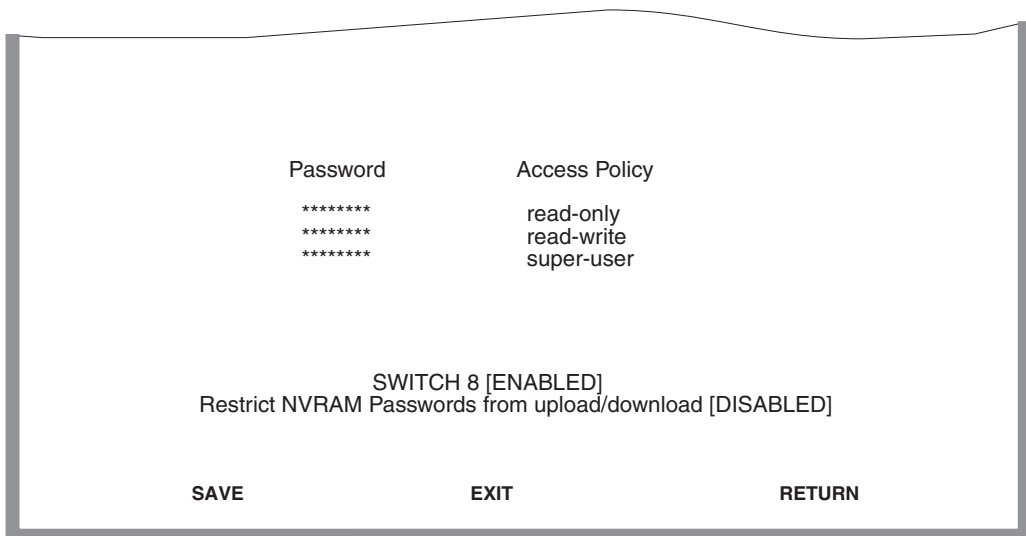 Password Access Policy
******** read-only
******** read-write
******** super-user
SWITCH 8 [ENABLED]
Restrict NVRAM Passwords from upload/download [DISABLED]
SAVE EXIT RETURN